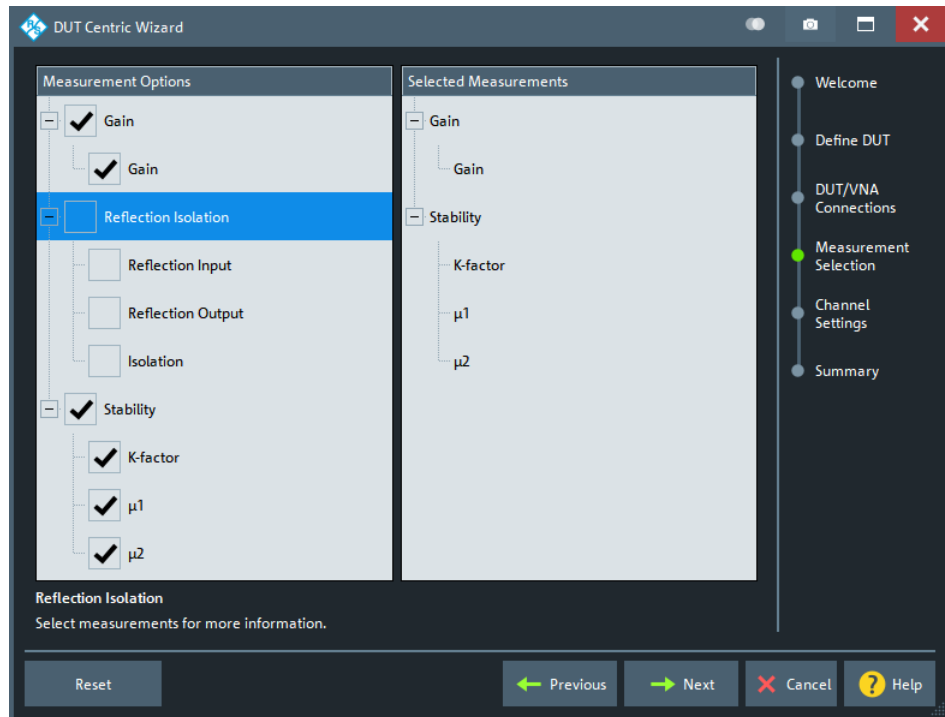 DUT Centric Wizard
Measurement Options
Gain
Gain
Reflection Isolation
Reflection Input
Reflection Output
Isolation
Stability
K-factor
µ1
µ2
Selected Measurements
Gain
Gain
Stability
K-factor
µ1
µ2
Welcome
Define DUT
DUT/VNA
Connections
Measurement
Selection
Channel
Settings
Summary
Reflection Isolation
Select measurements for more information.
Reset
Previous
Next
Cancel
? Help